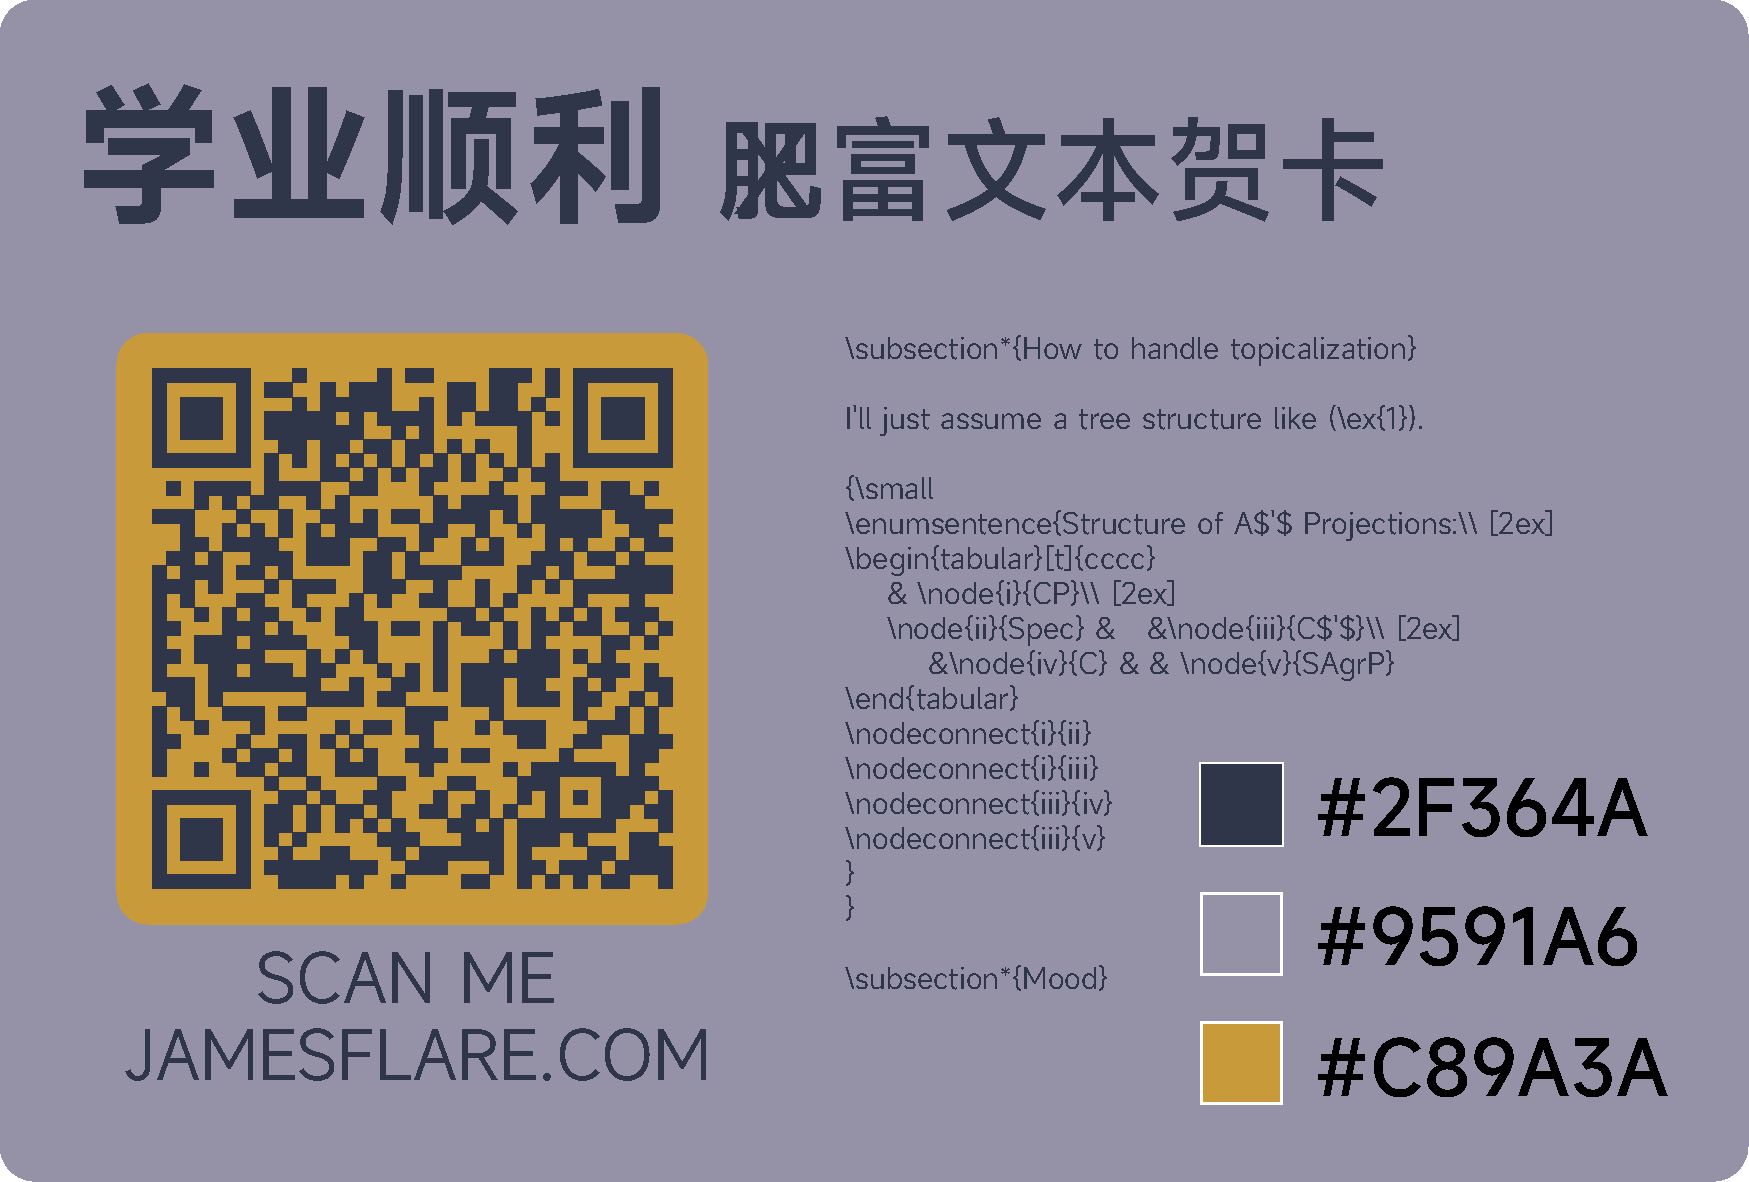 学业顺利 富文本贺卡
\subsection*{How to handle topicalization}
I'll just assume a tree structure like (\ex{1}).
{\small
\enumsentence{Structure of A$'$ Projections:\\ [2ex]
\begin{tabular}[t]{cccc}
& \node{i}{CP}\\ [2ex]
\node{ii}{Spec} & &\node{iii}{C$'$}\\ [2ex]
&\node{iv}{C} & & \node{v}{SAgrP}
\end{tabular}
\nodeconnect{i}{ii}
\nodeconnect{i}{iii}
\nodeconnect{iii}{iv}
\nodeconnect{iii}{v}
}
}
\subsection*{Mood}
SCAN ME
JAMESFLARE.COM
#2F364A
#9591A6
#C89A3A